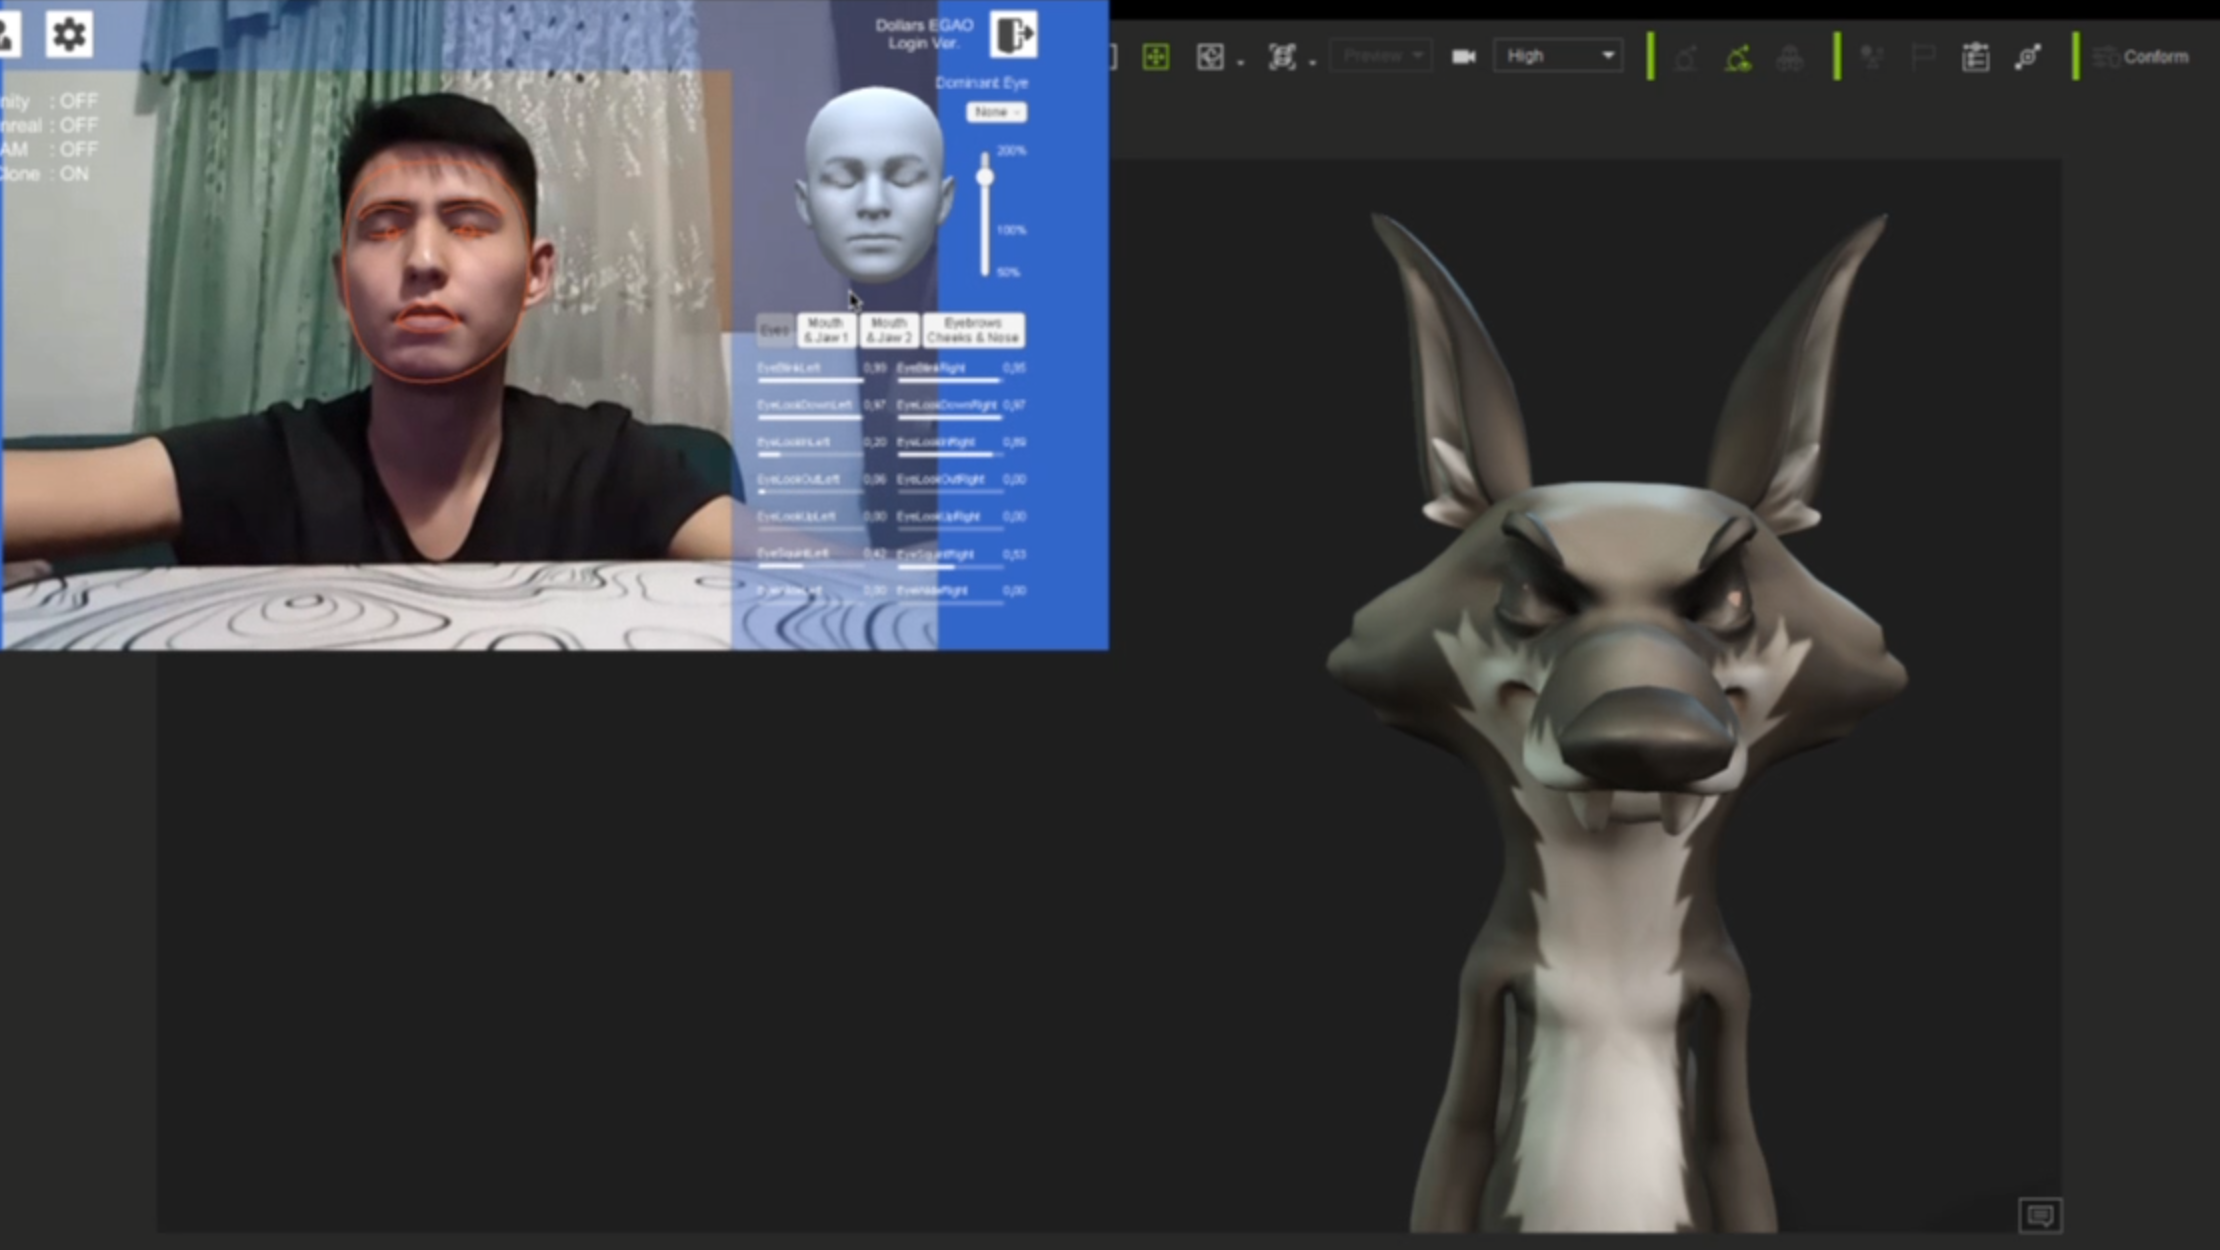 Dollars EGAO
Login Ver.
nity : OFF
nreal : OFF
AM : OFF
Clone : ON
Dominant Eye
None
200%
100%
50%
Eyes
Mouth
& Jaw 1
Mouth
& Jaw 2
Eyebrows
Cheeks & Nose
EyeBlinkLeft 0,99 EyeBlinkRight 0,95
EyeLookDownLeft 0,97 EyeLookDownRight 0,97
EyeLookInLeft 0,20 EyeLookInRight 0,89
EyeLookOutLeft 0,06 EyeLookOutRight 0,00
EyeLookUpLeft 0,00 EyeLookUpRight 0,00
EyeSquintLeft 0,42 EyeSquintRight 0,53
EyeWideLeft 0,00 EyeWideRight 0,00
Preview
High
Conform